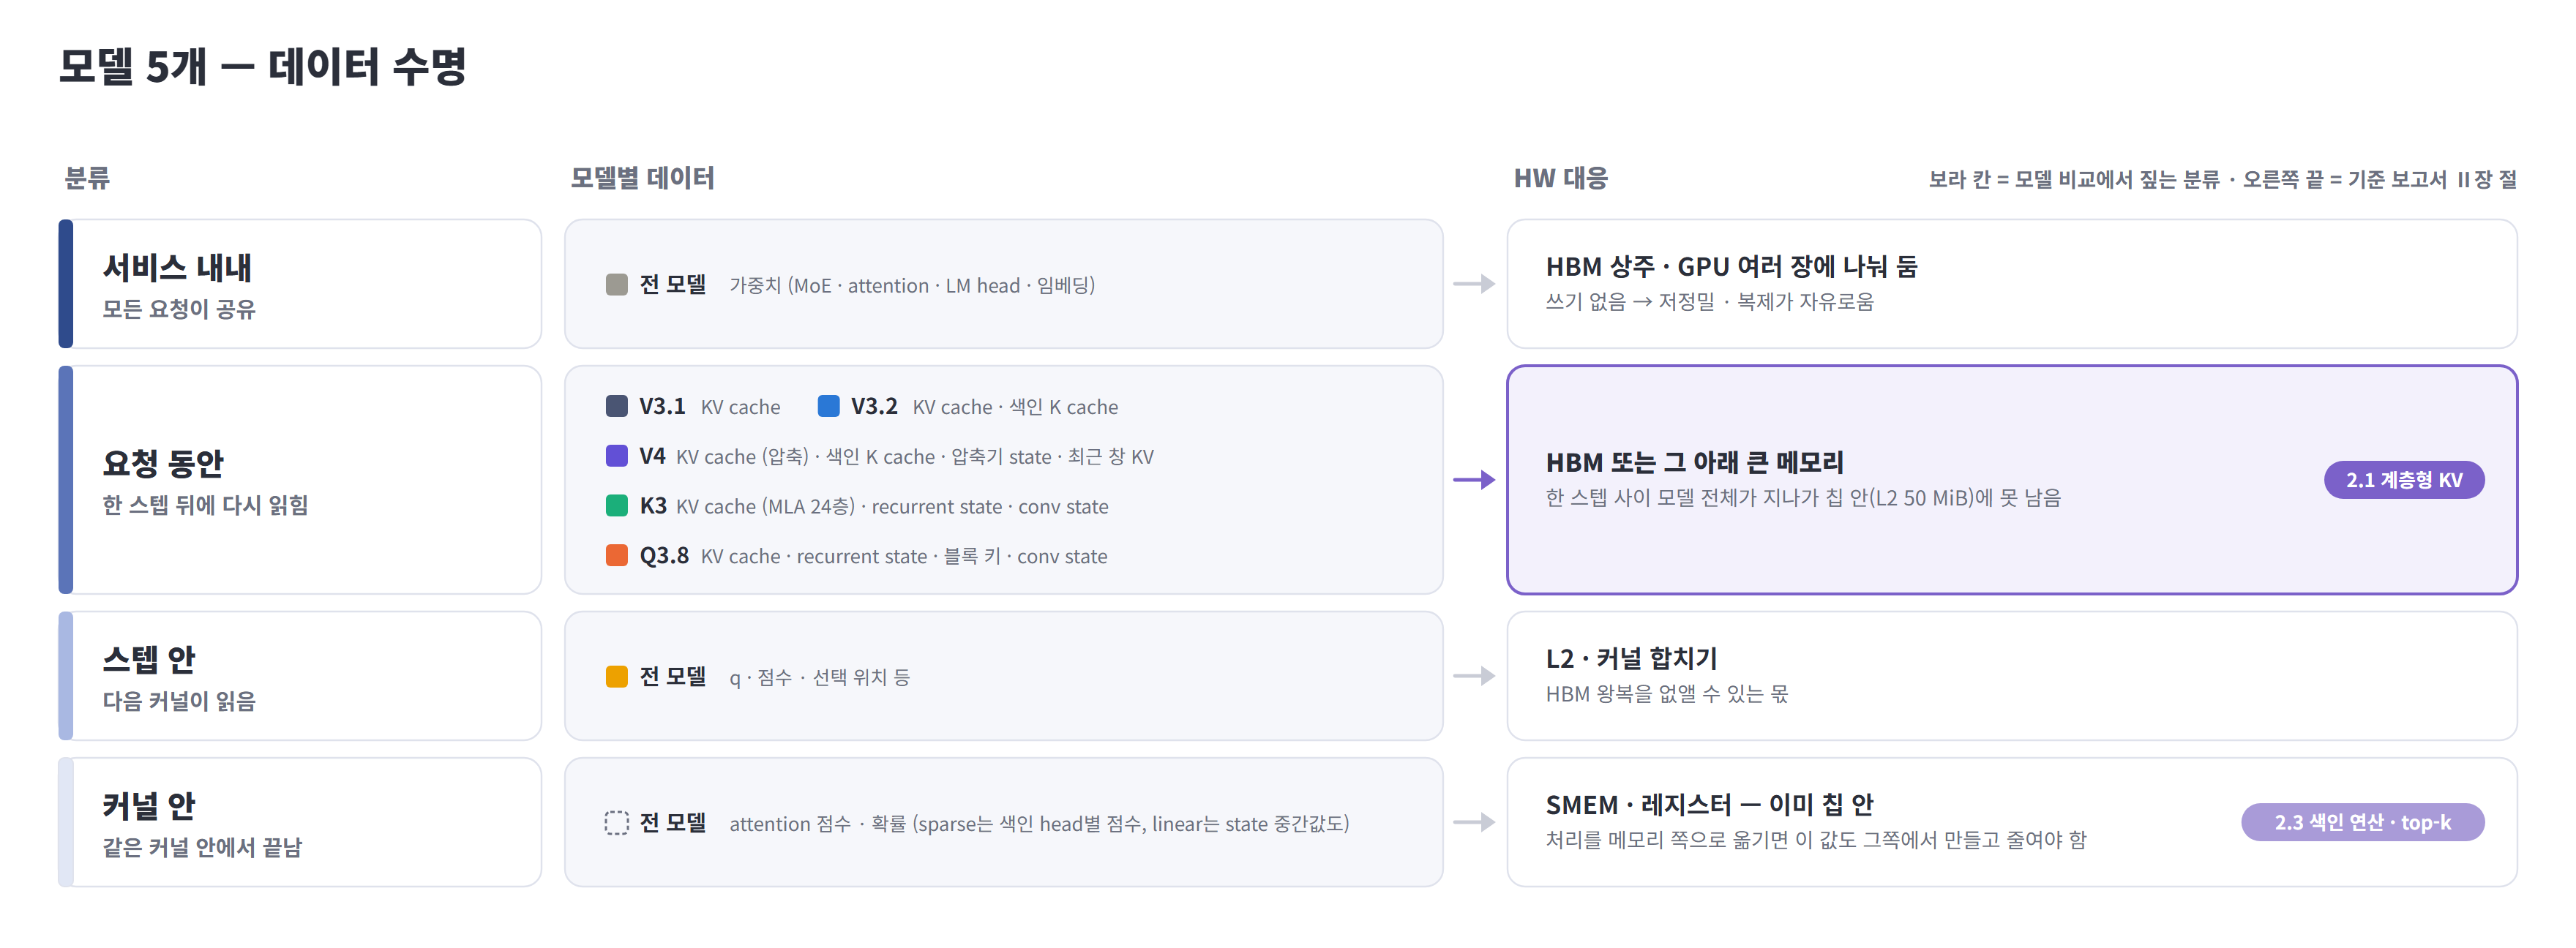 모델 5개 — 데이터 수명
분류
모델별 데이터
HW 대응
보라 칸 = 모델 비교에서 짚는 분류 · 오른쪽 끝 = 기준 보고서 II장 절
서비스 내내
모든 요청이 공유
전 모델 가중치 (MoE · attention · LM head · 임베딩)
HBM 상주 · GPU 여러 장에 나눠 둠
쓰기 없음 → 저정밀 · 복제가 자유로움
요청 동안
한 스텝 뒤에 다시 읽힘
V3.1 KV cache V3.2 KV cache · 색인 K cache
V4 KV cache (압축) · 색인 K cache · 압축기 state · 최근 창 KV
K3 KV cache (MLA 24층) · recurrent state · conv state
Q3.8 KV cache · recurrent state · 블록 키 · conv state
HBM 또는 그 아래 큰 메모리
한 스텝 사이 모델 전체가 지나가 칩 안(L2 50 MiB)에 못 남음
2.1 계층형 KV
스텝 안
다음 커널이 읽음
전 모델 q · 점수 · 선택 위치 등
L2 · 커널 합치기
HBM 왕복을 없앨 수 있는 몫
커널 안
같은 커널 안에서 끝남
전 모델 attention 점수 · 확률 (sparse는 색인 head별 점수, linear는 state 중간값도)
SMEM · 레지스터 — 이미 칩 안
처리를 메모리 쪽으로 옮기면 이 값도 그쪽에서 만들고 줄여야 함
2.3 색인 연산 · top-k